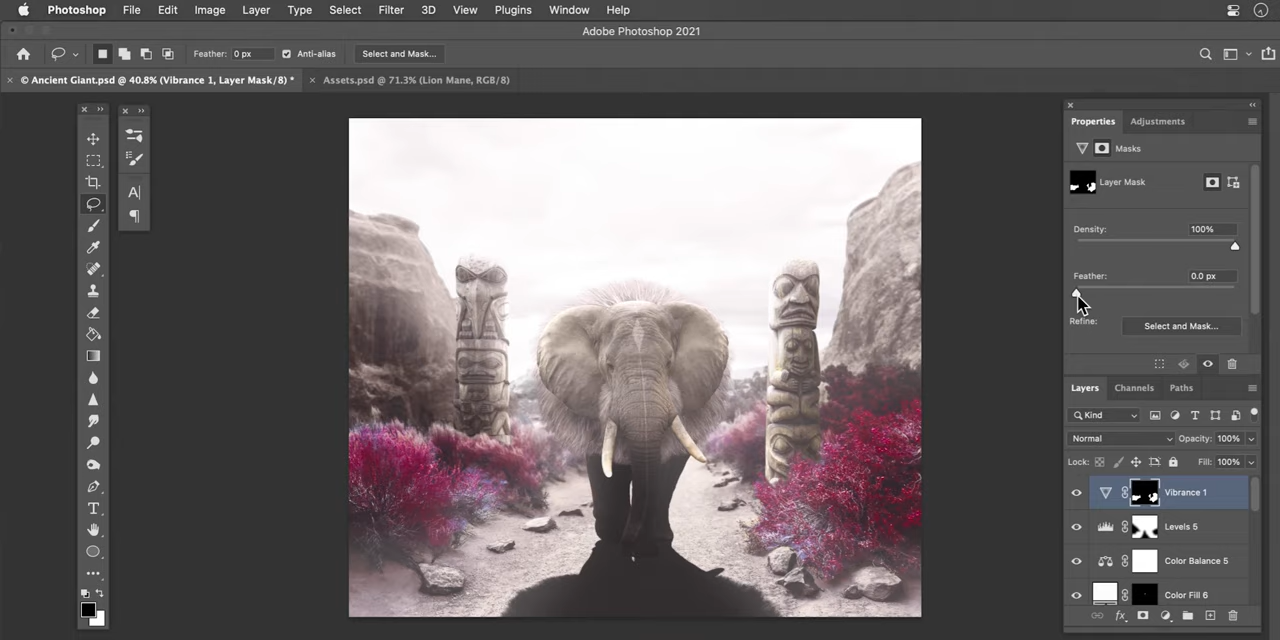 Photoshop File Edit Image Layer Type Select Filter 3D View Plugins Window Help
Adobe Photoshop 2021
Feather: 0 px Anti-alias Select and Mask...
× © Ancient Giant.psd @ 40.8% (Vibrance 1, Layer Mask/8) * × Assets.psd @ 71.3% (Lion Mane, RGB/8)
Properties Adjustments
Masks
Layer Mask
Density: 100%
Feather: 0.0 px
Refine: Select and Mask...
Layers Channels Paths
Kind
Normal Opacity: 100%
Lock: Fill: 100%
Vibrance 1
Levels 5
Color Balance 5
Color Fill 6